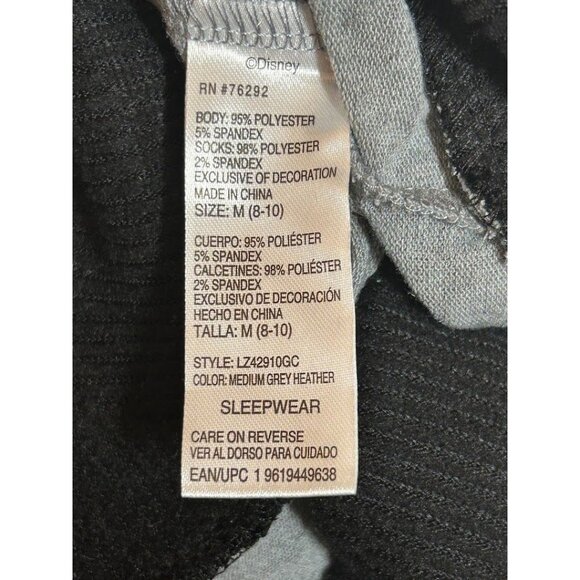 ©Disney
RN #76292
BODY: 95% POLYESTER
5% SPANDEX
SOCKS: 98% POLYESTER
2% SPANDEX
EXCLUSIVE OF DECORATION
MADE IN CHINA
SIZE: M (8-10)
CUERPO: 95% POLIÉSTER
5% SPANDEX
CALCETINES: 98% POLIÉSTER
2% SPANDEX
EXCLUSIVO DE DECORACIÓN
HECHO EN CHINA
TALLA: M (8-10)
STYLE: LZ42910GC
COLOR: MEDIUM GREY HEATHER
SLEEPWEAR
CARE ON REVERSE
VER AL DORSO PARA CUIDADO
EAN/UPC 1 9619449638